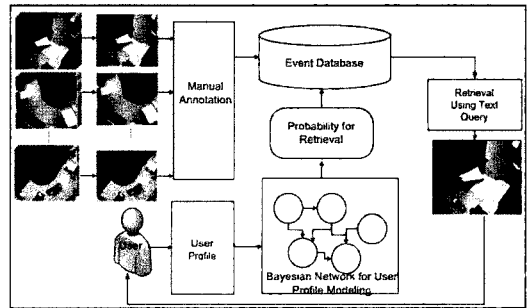 Manual
Annotation
Event Database
Retrieval
Using Text
Query
Probability for
Retrieval
User
User
Profile
Bayesian Network for User
Profile Modeling